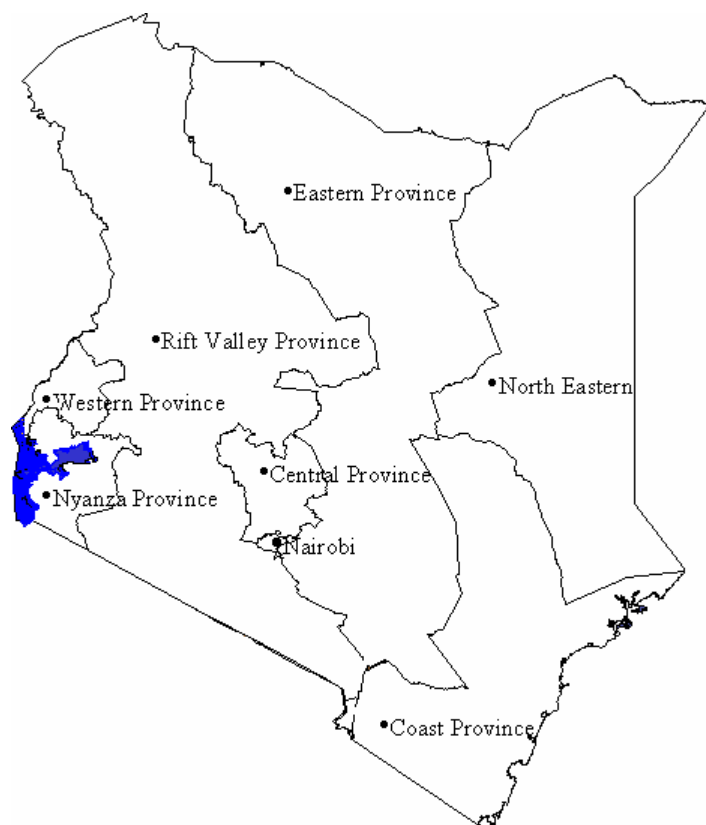 Eastern Province
Rift Valley Province
North Eastern
Western Province
Central Province
Nyanza Province
Nairobi
Coast Province